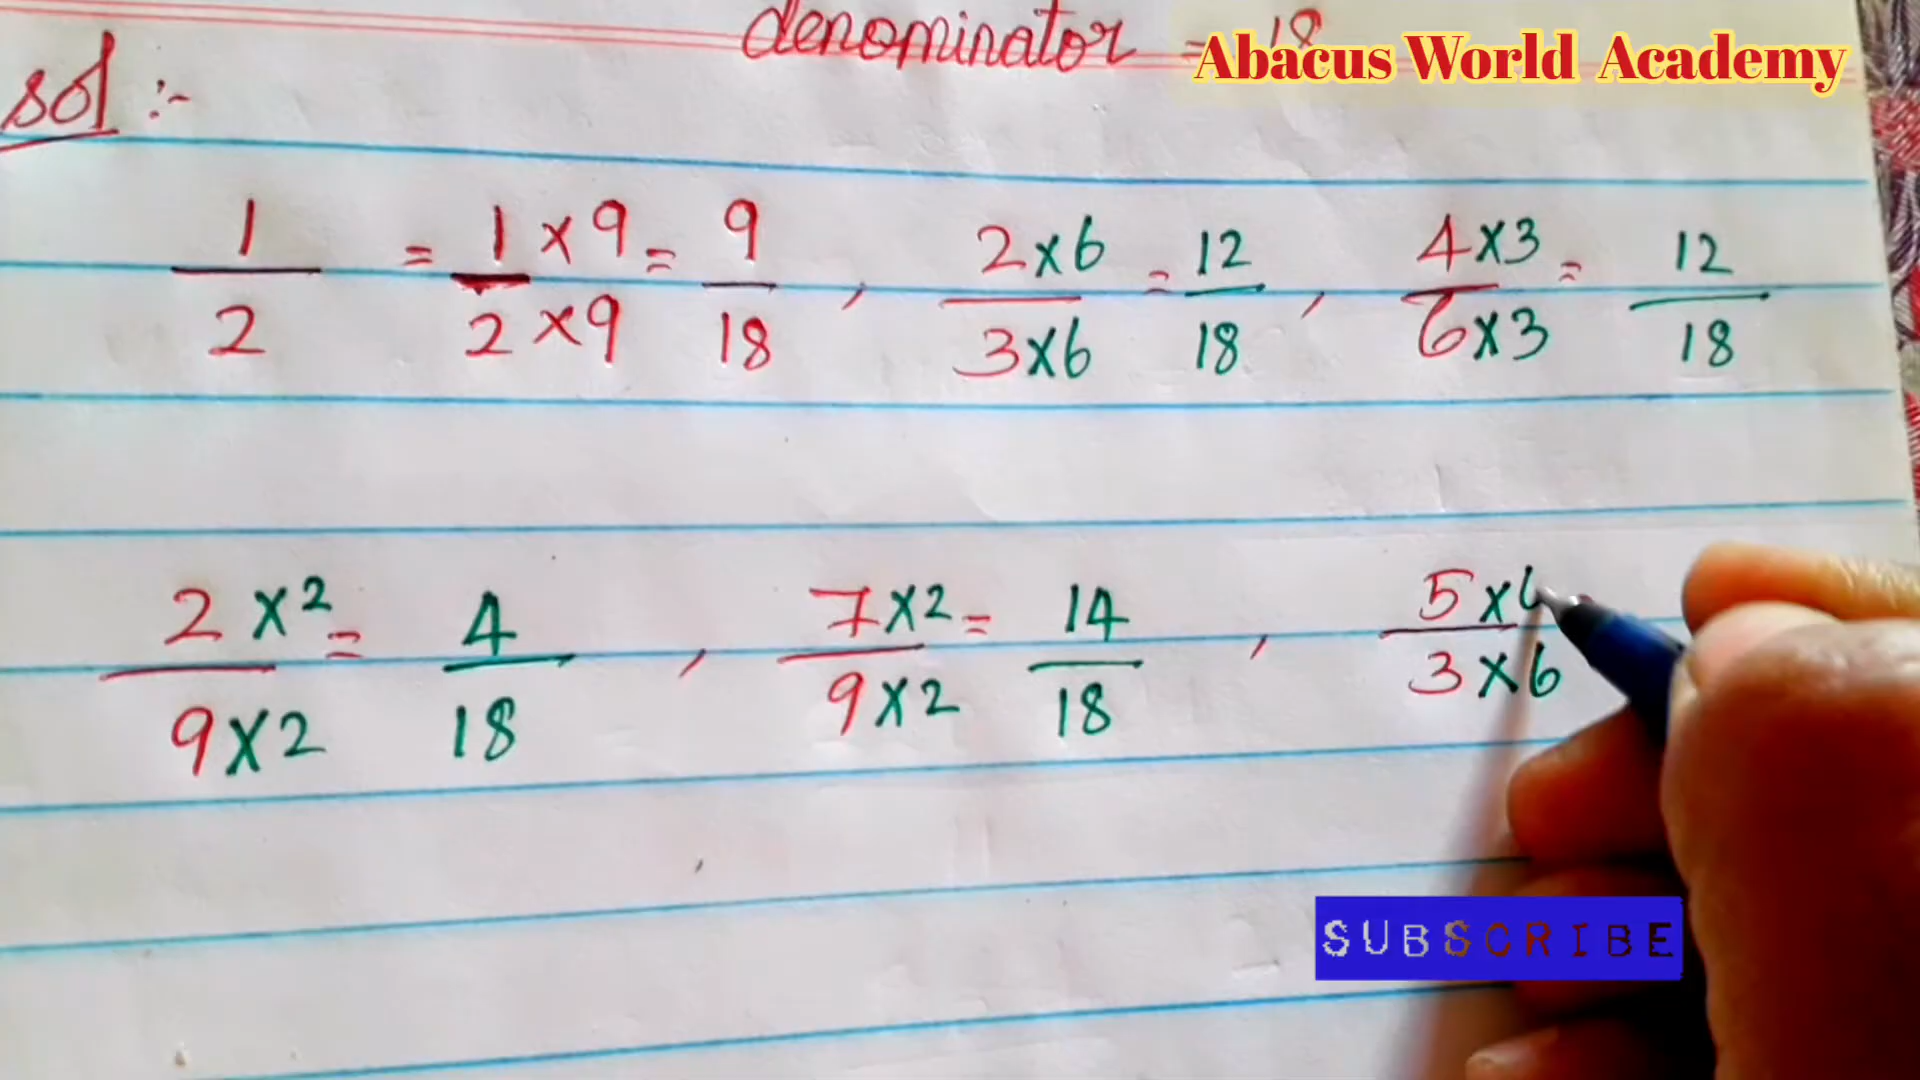 denominator = 18
Abacus World Academy
sol :-
1/2 = 1×9/2×9 = 9/18 , 2×6/3×6 = 12/18 , 4×3/6×3 = 12/18
2×2/9×2 = 4/18 , 7×2/9×2 = 14/18 , 5×6/3×6
SUBSCRIBE